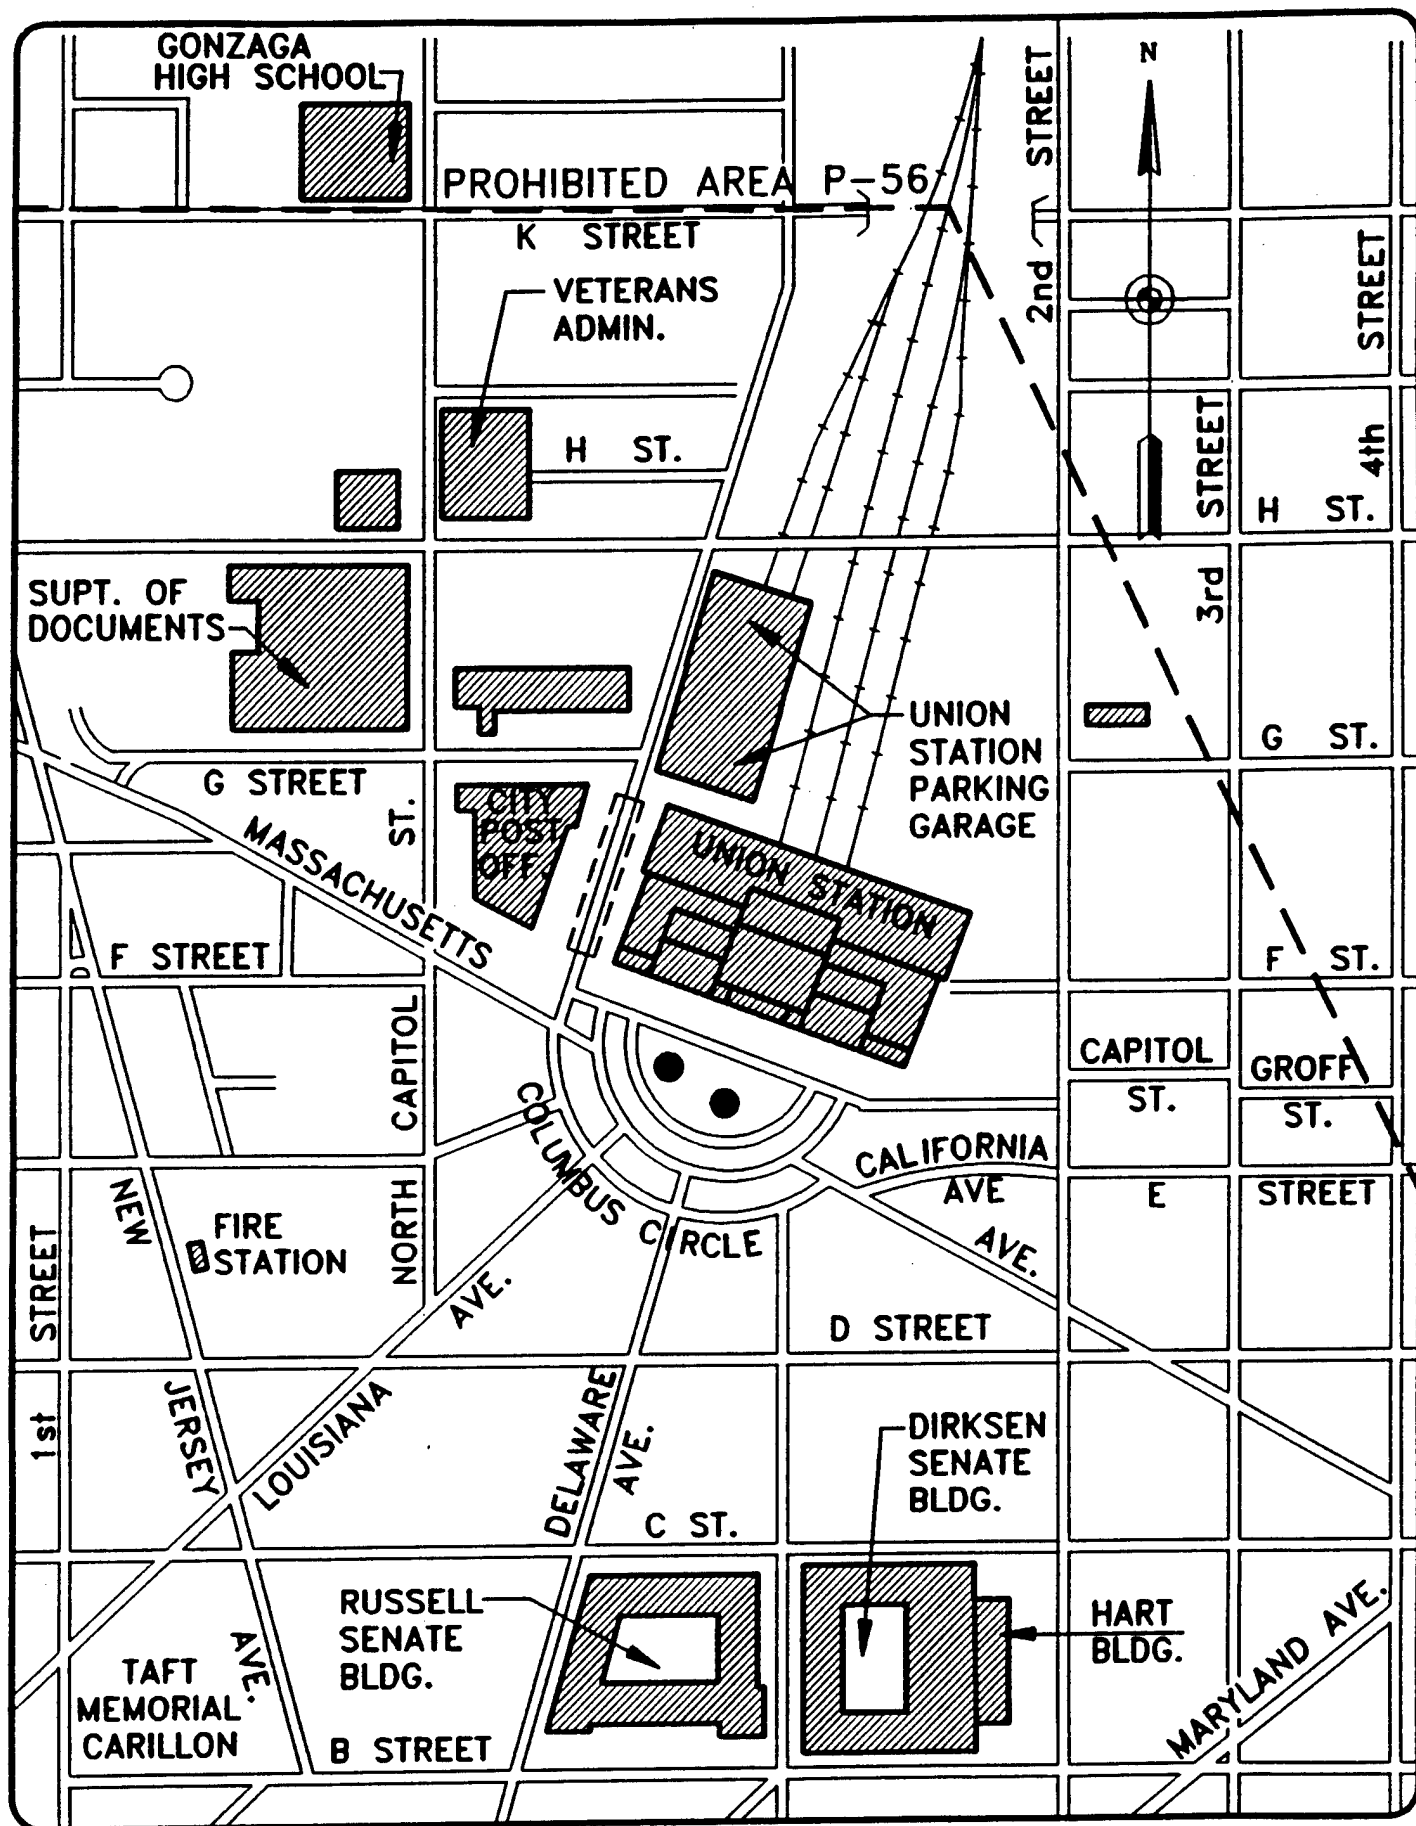 GONZAGA
HIGH SCHOOL
N
STREET
2nd
PROHIBITED AREA P-56
K STREET
VETERANS
ADMIN.
STREET
4th
H ST.
STREET
3rd
H ST.
SUPT. OF
DOCUMENTS
UNION
STATION
PARKING
GARAGE
G ST.
G STREET
CITY
POST
OFF.
MASSACHUSETTS
AVE.
UNION STATION
NORTH CAPITOL ST.
F STREET
F ST.
CAPITOL
ST.
GROFF
ST.
COLUMBUS CIRCLE
CALIFORNIA
AVE
E STREET
FIRE
STATION
NEW JERSEY AVE.
1st STREET
LOUISIANA AVE.
D STREET
DELAWARE AVE.
DIRKSEN
SENATE
BLDG.
C ST.
RUSSELL
SENATE
BLDG.
HART
BLDG.
MARYLAND AVE.
TAFT
MEMORIAL
CARILLON
B STREET